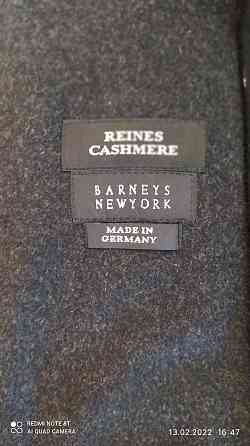 REINES
CASHMERE
BARNEYS
NEWYORK
MADE IN
GERMANY
REDMI NOTE 8T
AI QUAD CAMERA
13.02.2022 16:47